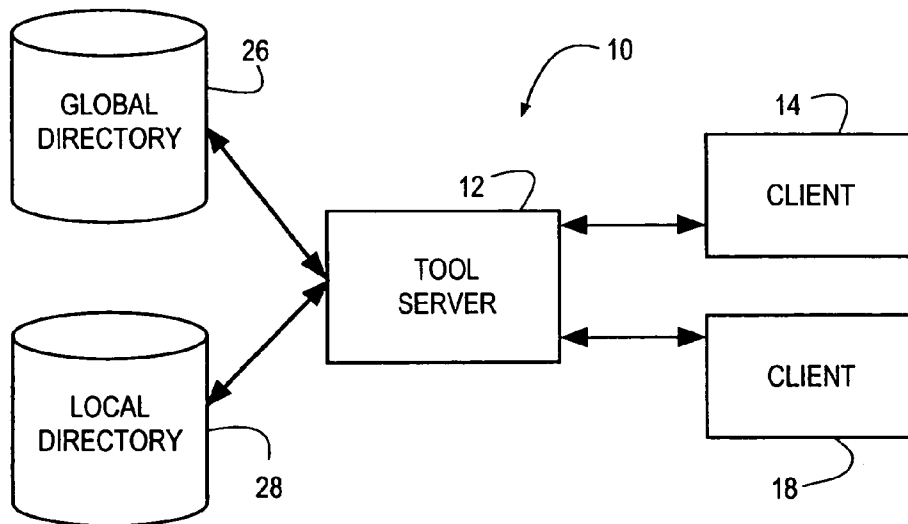 26
GLOBAL
DIRECTORY
10
14
CLIENT
12
TOOL
SERVER
LOCAL
DIRECTORY
28
CLIENT
18